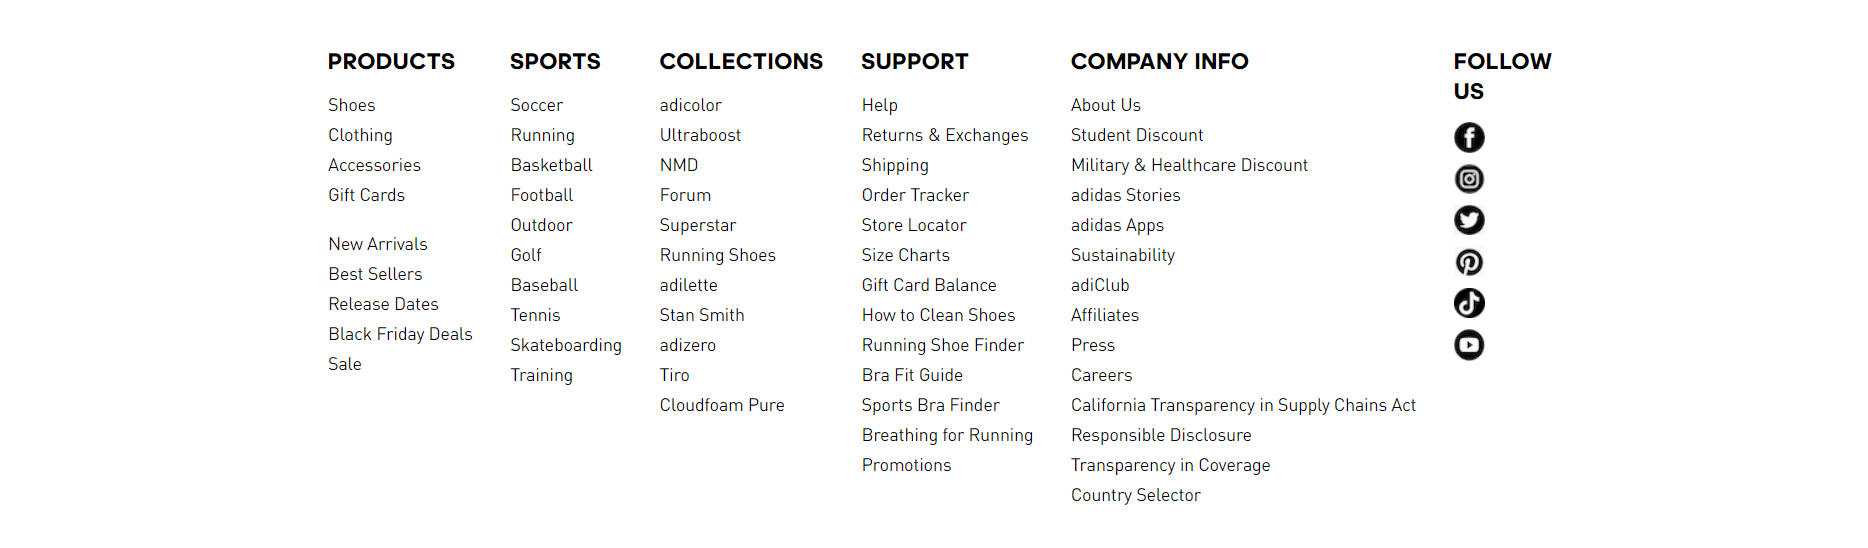 PRODUCTS
Shoes
Clothing
Accessories
Gift Cards
New Arrivals
Best Sellers
Release Dates
Black Friday Deals
Sale
SPORTS
Soccer
Running
Basketball
Football
Outdoor
Golf
Baseball
Tennis
Skateboarding
Training
COLLECTIONS
adicolor
Ultraboost
NMD
Forum
Superstar
Running Shoes
adilette
Stan Smith
adizero
Tiro
Cloudfoam Pure
SUPPORT
Help
Returns & Exchanges
Shipping
Order Tracker
Store Locator
Size Charts
Gift Card Balance
How to Clean Shoes
Running Shoe Finder
Bra Fit Guide
Sports Bra Finder
Breathing for Running
Promotions
COMPANY INFO
About Us
Student Discount
Military & Healthcare Discount
adidas Stories
adidas Apps
Sustainability
adiClub
Affiliates
Press
Careers
California Transparency in Supply Chains Act
Responsible Disclosure
Transparency in Coverage
Country Selector
FOLLOW
US